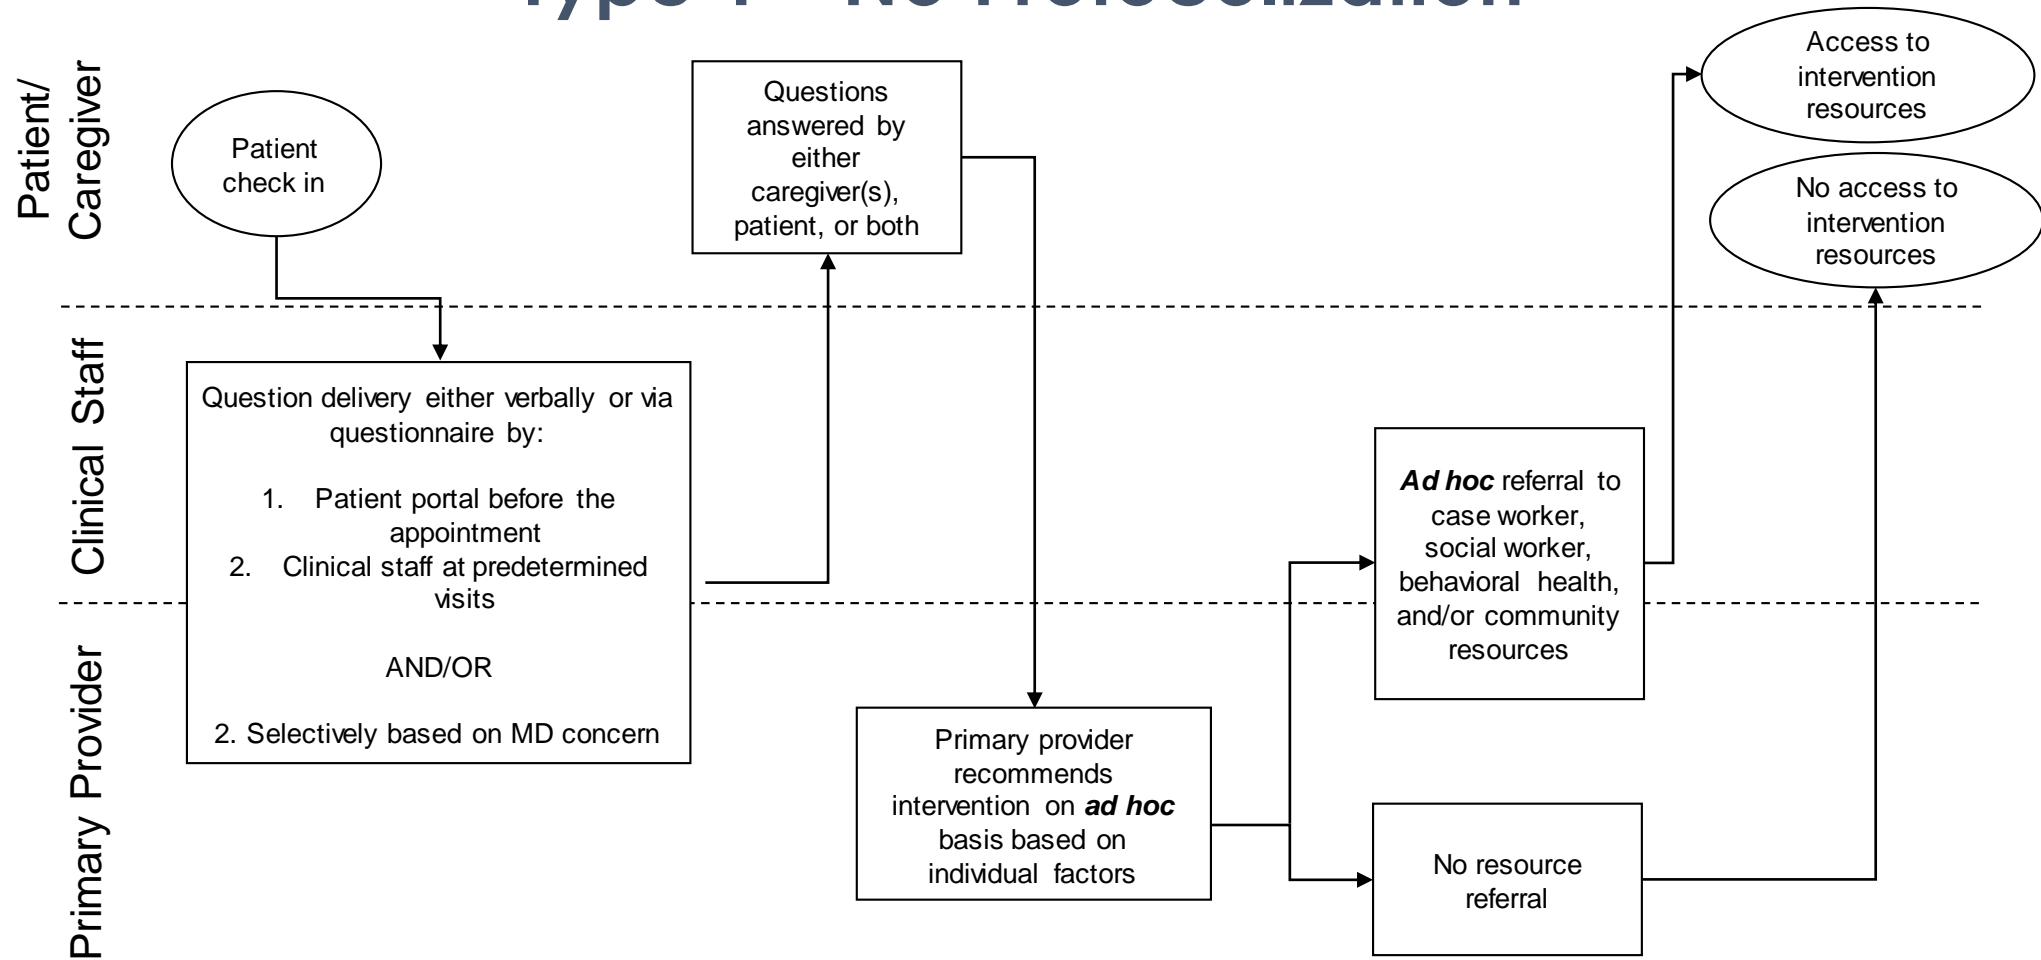 Type 1 – No Protocolization
Patient/
Caregiver
Patient
check in
Questions
answered by
either
caregiver(s),
patient, or both
Access to
intervention
resources
No access to
intervention
resources
Clinical Staff
Question delivery either verbally or via
questionnaire by:
1. Patient portal before the
appointment
2. Clinical staff at predetermined
visits
AND/OR
2. Selectively based on MD concern
Ad hoc referral to
case worker,
social worker,
behavioral health,
and/or community
resources
Primary Provider
Primary provider
recommends
intervention on ad hoc
basis based on
individual factors
No resource
referral